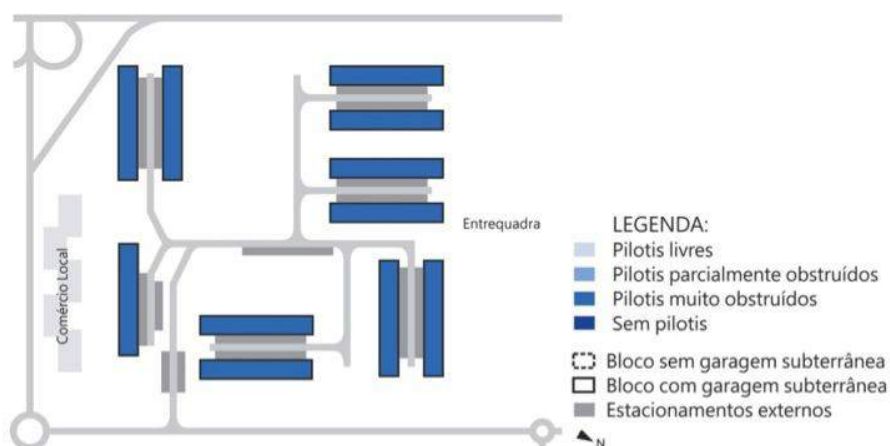 Comércio Local
Entrequadra
LEGENDA:
Pilotis livres
Pilotis parcialmente obstruídos
Pilotis muito obstruídos
Sem pilotis
Bloco sem garagem subterrânea
Bloco com garagem subterrânea
Estacionamentos externos
N